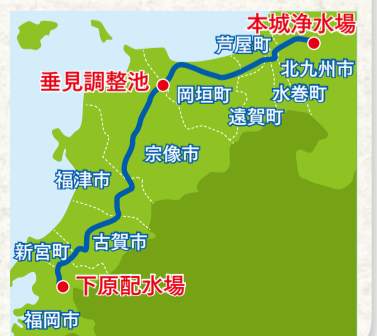 本城浄水場
芦屋町
北九州市
垂見調整池
岡垣町
水巻町
遠賀町
宗像市
福津市
古賀市
新宮町
下原配水場
福岡市